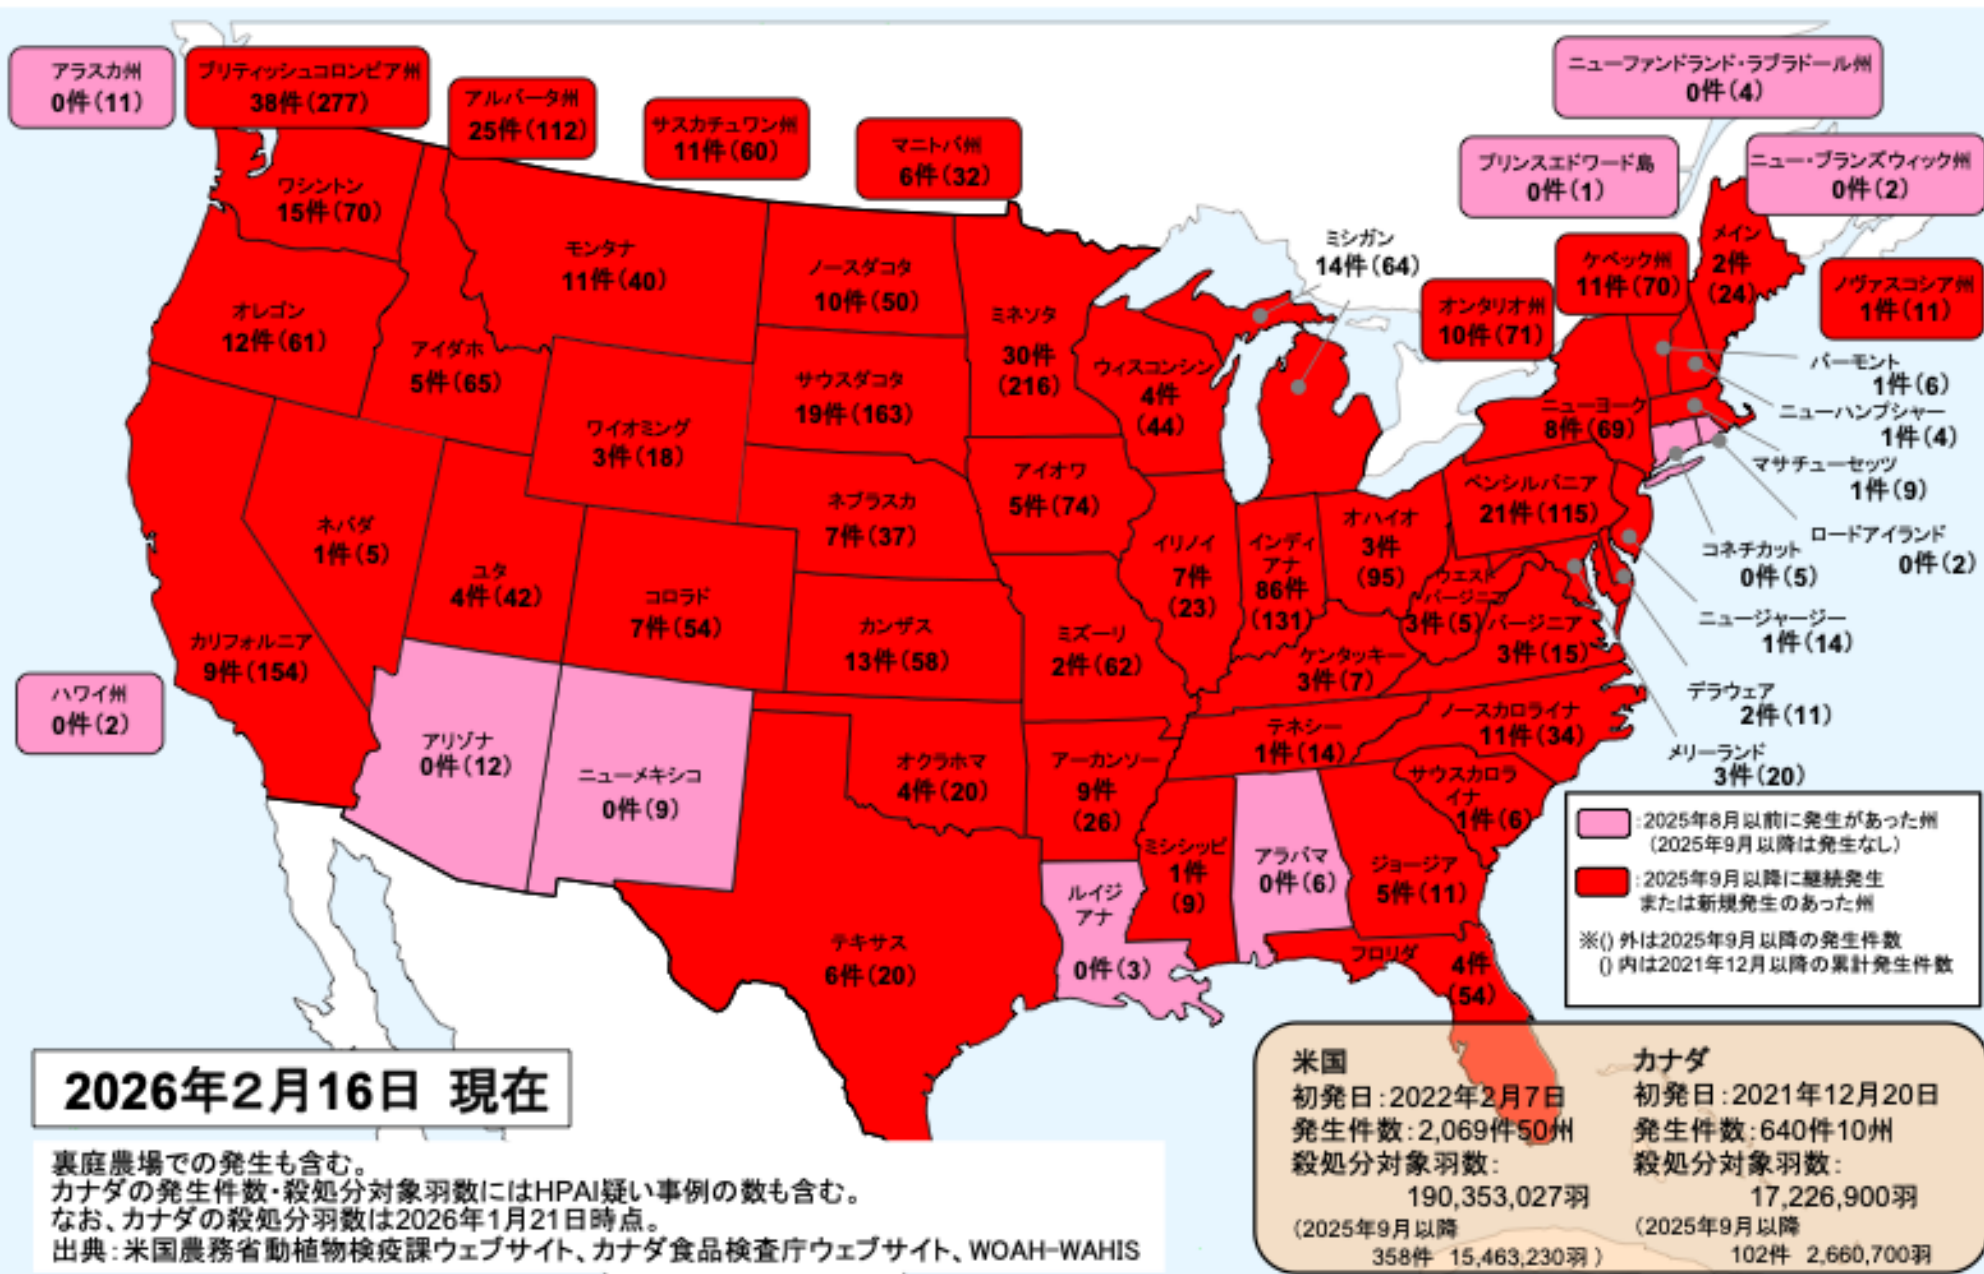 アラスカ州
0件(11)
ブリティッシュコロンビア州
38件(277)
アルバータ州
25件(112)
サスカチュワン州
11件(60)
マニトバ州
6件(32)
ニューファンドランド・ラブラドール州
0件(4)
プリンスエドワード島
0件(1)
ニュー・ブランズウィック州
0件(2)
ケベック州
11件(70)
オンタリオ州
10件(71)
ノヴァスコシア州
1件(11)
ワシントン
15件(70)
モンタナ
11件(40)
ノースダコタ
10件(50)
ミネソタ
30件
(216)
ミシガン
14件(64)
メイン
2件
(24)
オレゴン
12件(61)
アイダホ
5件(65)
サウスダコタ
19件(163)
ウィスコンシン
4件
(44)
ワイオミング
3件(18)
アイオワ
5件(74)
ニューヨーク
8件(69)
バーモント
1件(6)
ニューハンプシャー
1件(4)
マサチューセッツ
1件(9)
ロードアイランド
0件(2)
コネチカット
0件(5)
ネバダ
1件(5)
ユタ
4件(42)
コロラド
7件(54)
ネブラスカ
7件(37)
イリノイ
7件
(23)
インディ
アナ
86件
(131)
オハイオ
3件
(95)
ペンシルバニア
21件(115)
ウエスト
バージニア
3件(5)
バージニア
3件(15)
ニュージャージー
1件(14)
デラウェア
2件(11)
メリーランド
3件(20)
カリフォルニア
9件(154)
カンザス
13件(58)
ミズーリ
2件(62)
ケンタッキー
3件(7)
ハワイ州
0件(2)
アリゾナ
0件(12)
ニューメキシコ
0件(9)
オクラホマ
4件(20)
アーカンソー
9件
(26)
テネシー
1件(14)
ノースカロライナ
11件(34)
サウスカロラ
イナ
1件(6)
テキサス
6件(20)
ルイジ
アナ
0件(3)
ミシシッピ
1件
(9)
アラバマ
0件(6)
ジョージア
5件(11)
フロリダ
4件
(54)
:2025年8月以前に発生があった州
(2025年9月以降は発生なし)
:2025年9月以降に継続発生
または新規発生のあった州
※() 外は2025年9月以降の発生件数
() 内は2021年12月以降の累計発生件数
2026年2月16日 現在
裏庭農場での発生も含む。
カナダの発生件数・殺処分対象羽数にはHPAI疑い事例の数も含む。
なお、カナダの殺処分羽数は2026年1月21日時点。
出典:米国農務省動植物検疫課ウェブサイト、カナダ食品検査庁ウェブサイト、WOAH-WAHIS
米国
初発日:2022年2月7日
発生件数:2,069件50州
殺処分対象羽数:
190,353,027羽
(2025年9月以降
358件 15,463,230羽 )
カナダ
初発日:2021年12月20日
発生件数:640件10州
殺処分対象羽数:
17,226,900羽
(2025年9月以降
102件 2,660,700羽